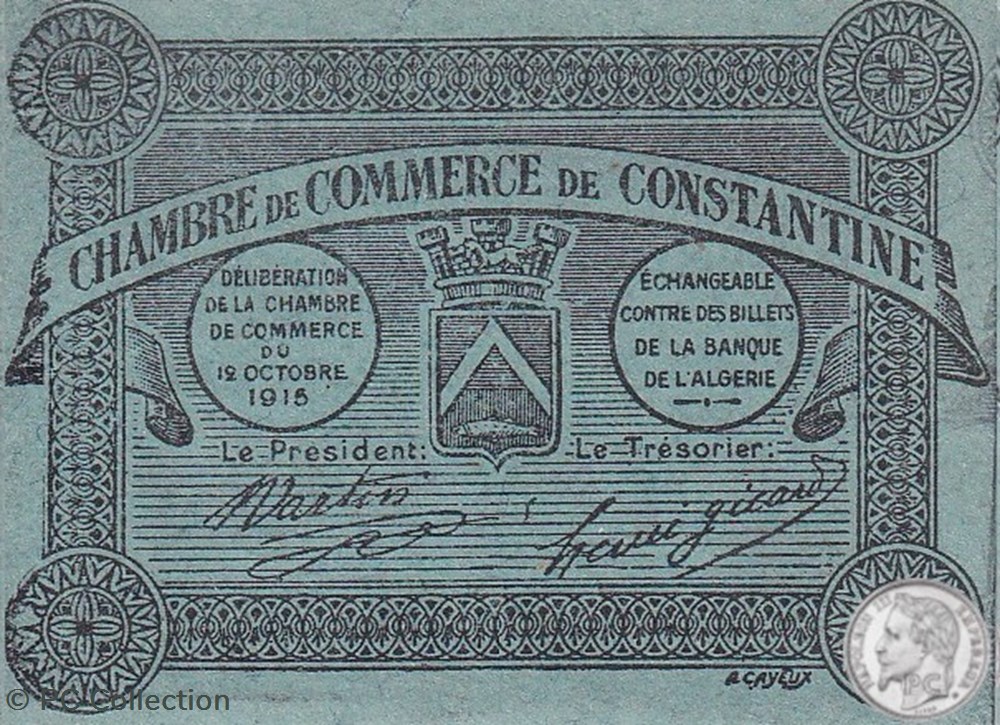 CHAMBRE DE COMMERCE DE CONSTANTINE
DÉLIBÉRATION
DE LA CHAMBRE
DE COMMERCE
DU
12 OCTOBRE
1915
ÉCHANGEABLE
CONTRE DES BILLETS
DE LA BANQUE
DE L'ALGERIE
Le President:
Le Trésorier:
A. CAYEUX
© PC Collection
PC